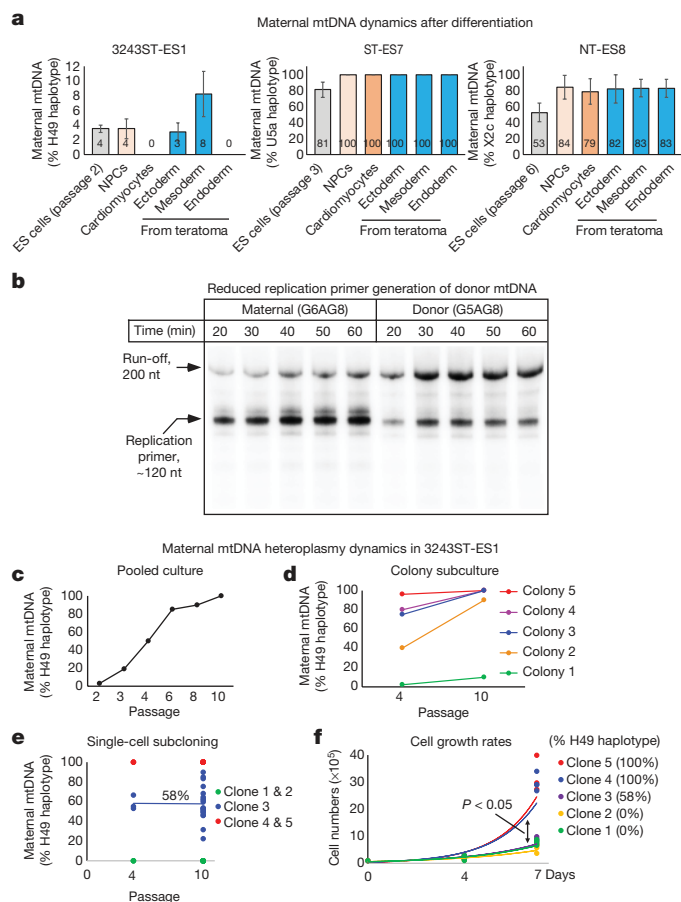 a
Maternal mtDNA dynamics after differentiation
3243ST-ES1
Maternal mtDNA
(% H49 haplotype)
12
10
8
6
4
2
0
4
4
0
3
8
0
ES cells (passage 2)
NPCs
Cardiomyocytes
Ectoderm
Mesoderm
Endoderm
From teratoma
ST-ES7
Maternal mtDNA
(% U5a haplotype)
100
80
60
40
20
0
81
100
100
100
100
100
ES cells (passage 3)
NPCs
Cardiomyocytes
Ectoderm
Mesoderm
Endoderm
From teratoma
NT-ES8
Maternal mtDNA
(% X2c haplotype)
100
80
60
40
20
0
53
84
79
82
83
83
ES cells (passage 6)
NPCs
Cardiomyocytes
Ectoderm
Mesoderm
Endoderm
From teratoma
b
Reduced replication primer generation of donor mtDNA
Maternal (G6AG8) Donor (G5AG8)
Time (min) 20 30 40 50 60 20 30 40 50 60
Run-off,
200 nt
Replication
primer,
~120 nt
Maternal mtDNA heteroplasmy dynamics in 3243ST-ES1
c
Pooled culture
Maternal mtDNA
(% H49 haplotype)
100
80
60
40
20
0
2 3 4 6 8 10
Passage
d
Colony subculture
Maternal mtDNA
(% H49 haplotype)
100
80
60
40
20
0
4 10
Passage
Colony 5
Colony 4
Colony 3
Colony 2
Colony 1
e
Single-cell subcloning
Maternal mtDNA
(% H49 haplotype)
100
80
60
40
20
0
58%
4 10
Passage
Clone 1 & 2
Clone 3
Clone 4 & 5
f
Cell growth rates
(% H49 haplotype)
Cell numbers (×10⁵)
40
30
20
10
0
P < 0.05
0 4 7 Days
Clone 5 (100%)
Clone 4 (100%)
Clone 3 (58%)
Clone 2 (0%)
Clone 1 (0%)